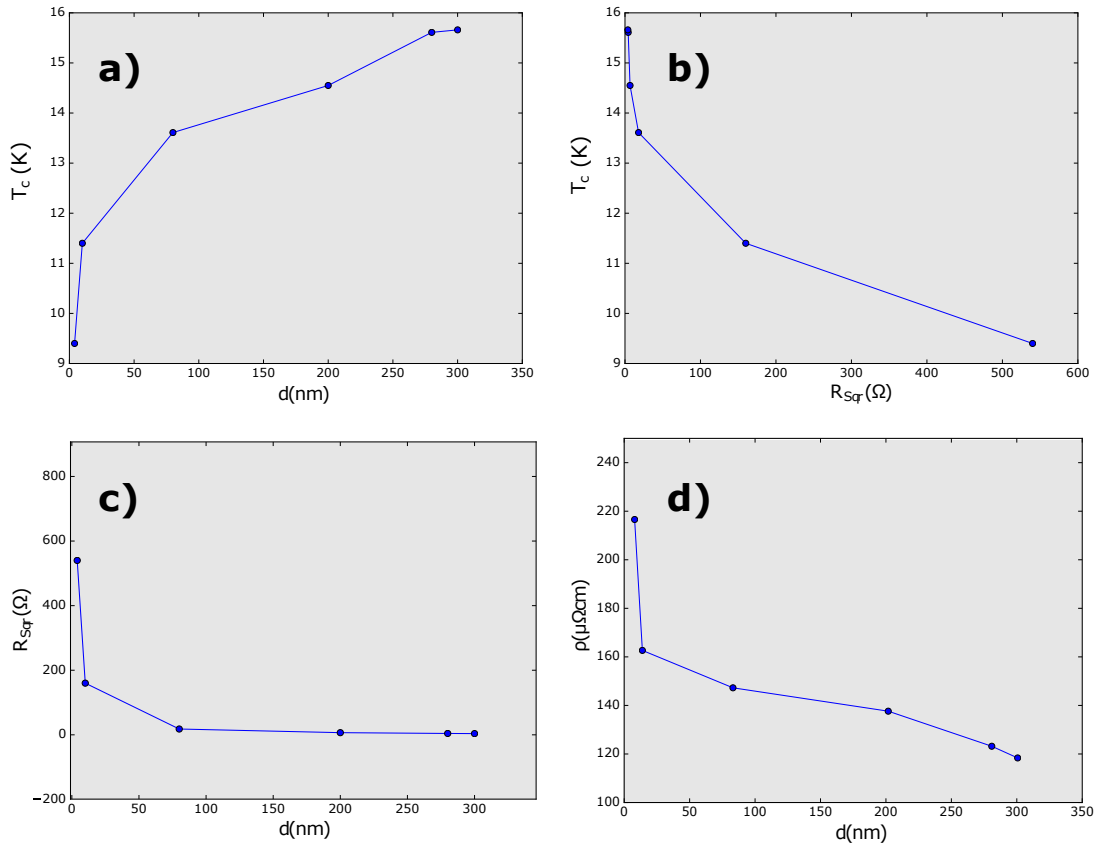 a)
16
15
14
13
12
11
10
9
T_c (K)
0 50 100 150 200 250 300 350
d(nm)
b)
16
15
14
13
12
11
10
9
T_c (K)
0 100 200 300 400 500 600
R_Sqr(Ω)
c)
800
600
400
200
0
−200
R_Sqr(Ω)
0 50 100 150 200 250 300
d(nm)
d)
240
220
200
180
160
140
120
100
ρ(μΩcm)
0 50 100 150 200 250 300 350
d(nm)